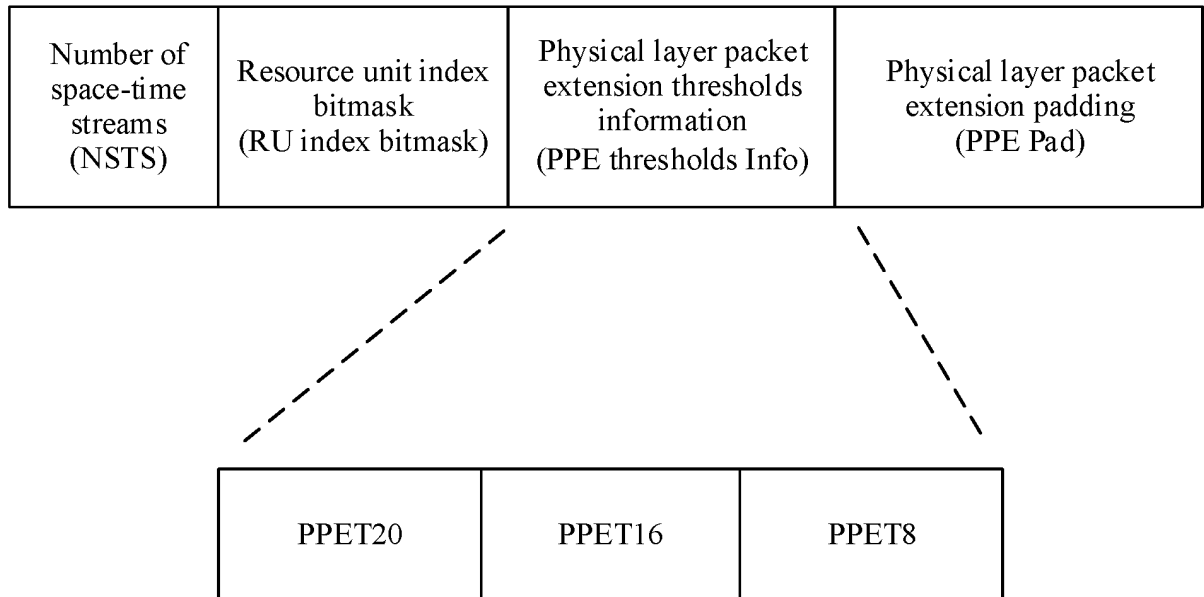 Number of
space-time
streams
(NSTS)
Resource unit index
bitmask
(RU index bitmask)
Physical layer packet
extension thresholds
information
(PPE thresholds Info)
Physical layer packet
extension padding
(PPE Pad)
PPET20
PPET16
PPET8